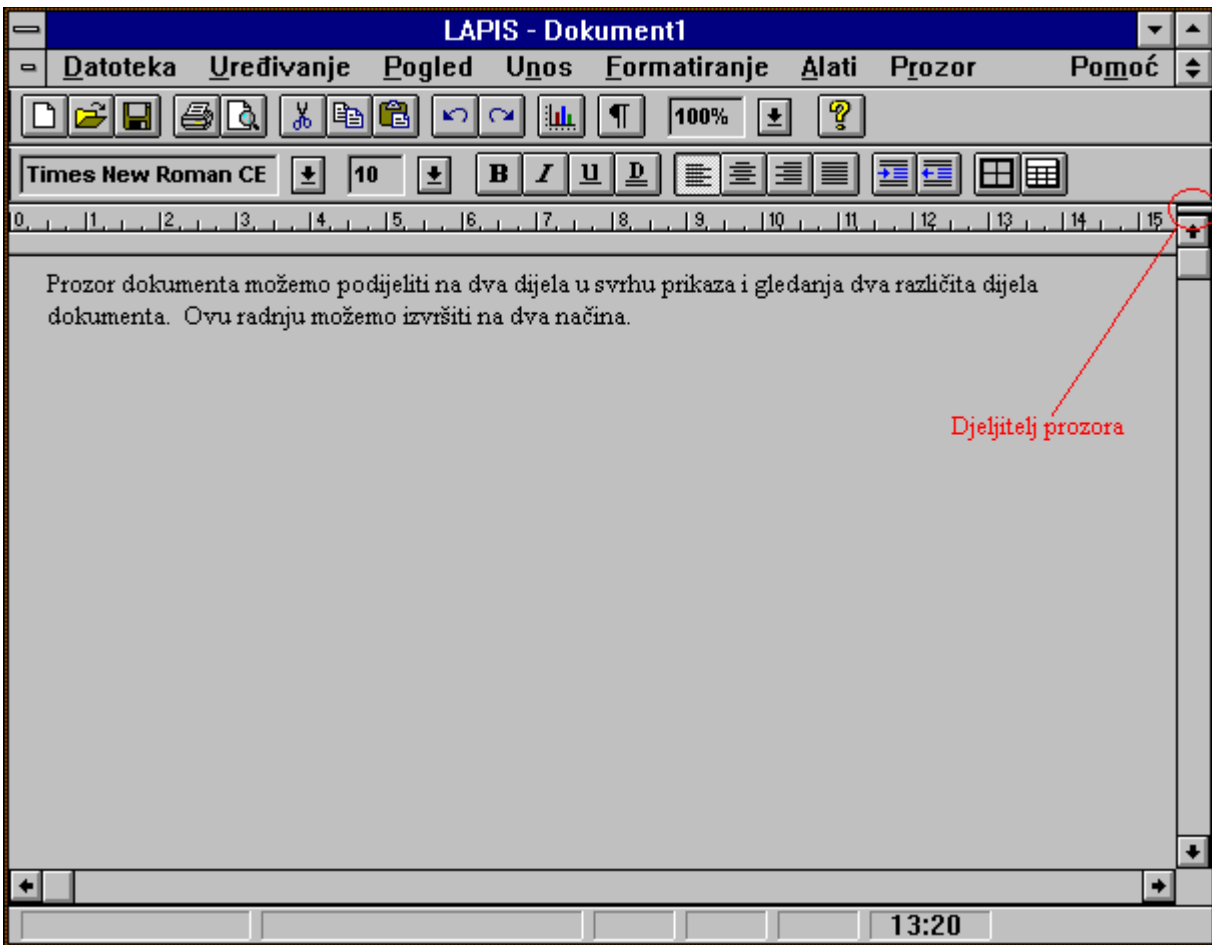 LAPIS - Dokument1
Datoteka Uređivanje Pogled Unos Formatiranje Alati Prozor Pomoć
100%
Times New Roman CE 10 B I U D
0 1 2 3 4 5 6 7 8 9 10 11 12 13 14 15
Prozor dokumenta možemo podijeliti na dva dijela u svrhu prikaza i gledanja dva različita dijela
dokumenta. Ovu radnju možemo izvršiti na dva načina.
Djeljitelj prozora
13:20